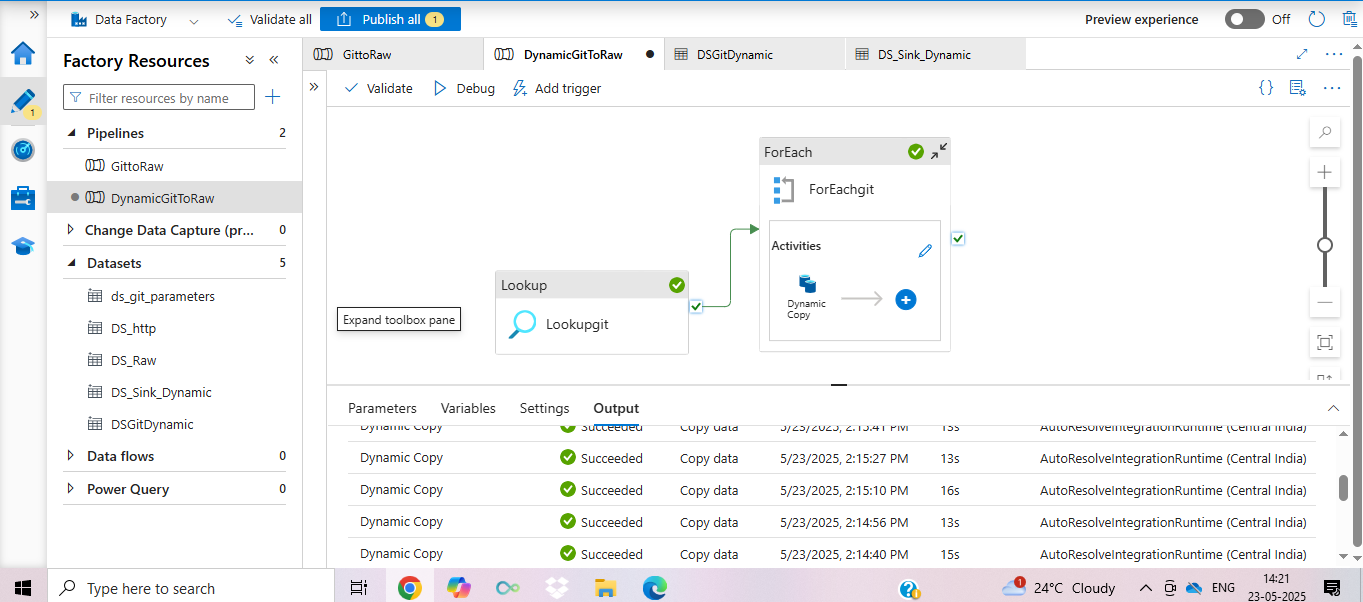 Data Factory
Validate all
Publish all 1
Preview experience
Off
1
Factory Resources
Filter resources by name
Pipelines 2
GittoRaw
DynamicGitToRaw
Change Data Capture (pr... 0
Datasets 5
ds_git_parameters
DS_http
DS_Raw
DS_Sink_Dynamic
DSGitDynamic
Data flows 0
Power Query 0
GittoRaw
DynamicGitToRaw
DSGitDynamic
DS_Sink_Dynamic
Validate
Debug
Add trigger
Expand toolbox pane
Lookup
Lookupgit
ForEach
ForEachgit
Activities
Dynamic
Copy
Parameters Variables Settings Output
Dynamic Copy Succeeded Copy data 5/23/2025, 2:15:41 PM 13s AutoResolveIntegrationRuntime (Central India)
Dynamic Copy Succeeded Copy data 5/23/2025, 2:15:27 PM 13s AutoResolveIntegrationRuntime (Central India)
Dynamic Copy Succeeded Copy data 5/23/2025, 2:15:10 PM 16s AutoResolveIntegrationRuntime (Central India)
Dynamic Copy Succeeded Copy data 5/23/2025, 2:14:56 PM 13s AutoResolveIntegrationRuntime (Central India)
Dynamic Copy Succeeded Copy data 5/23/2025, 2:14:40 PM 15s AutoResolveIntegrationRuntime (Central India)
Type here to search
1
24°C Cloudy
ENG
14:21
23-05-2025